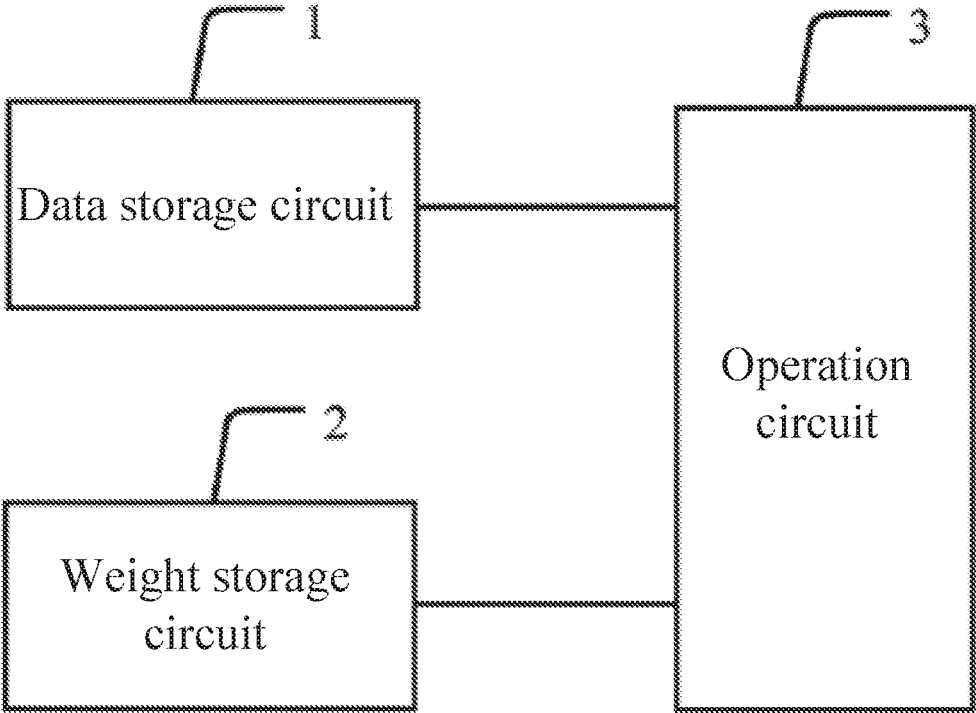 1
3
Data storage circuit
Operation
circuit
2
Weight storage
circuit